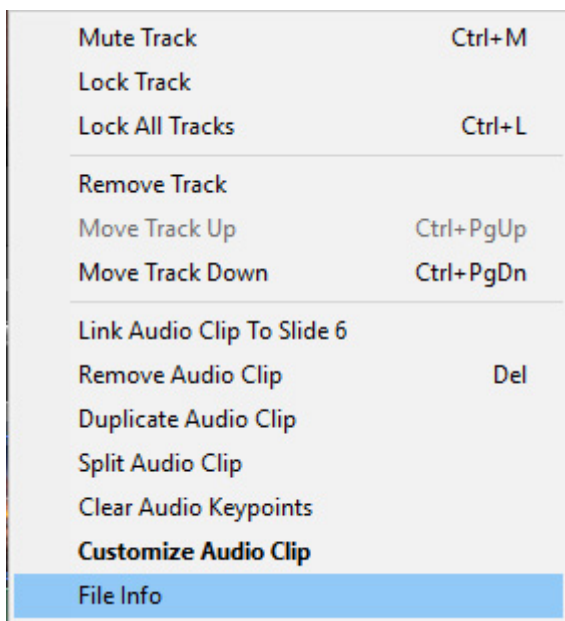 Mute Track Ctrl+M
Lock Track
Lock All Tracks Ctrl+L
Remove Track
Move Track Up Ctrl+PgUp
Move Track Down Ctrl+PgDn
Link Audio Clip To Slide 6
Remove Audio Clip Del
Duplicate Audio Clip
Split Audio Clip
Clear Audio Keypoints
Customize Audio Clip
File Info